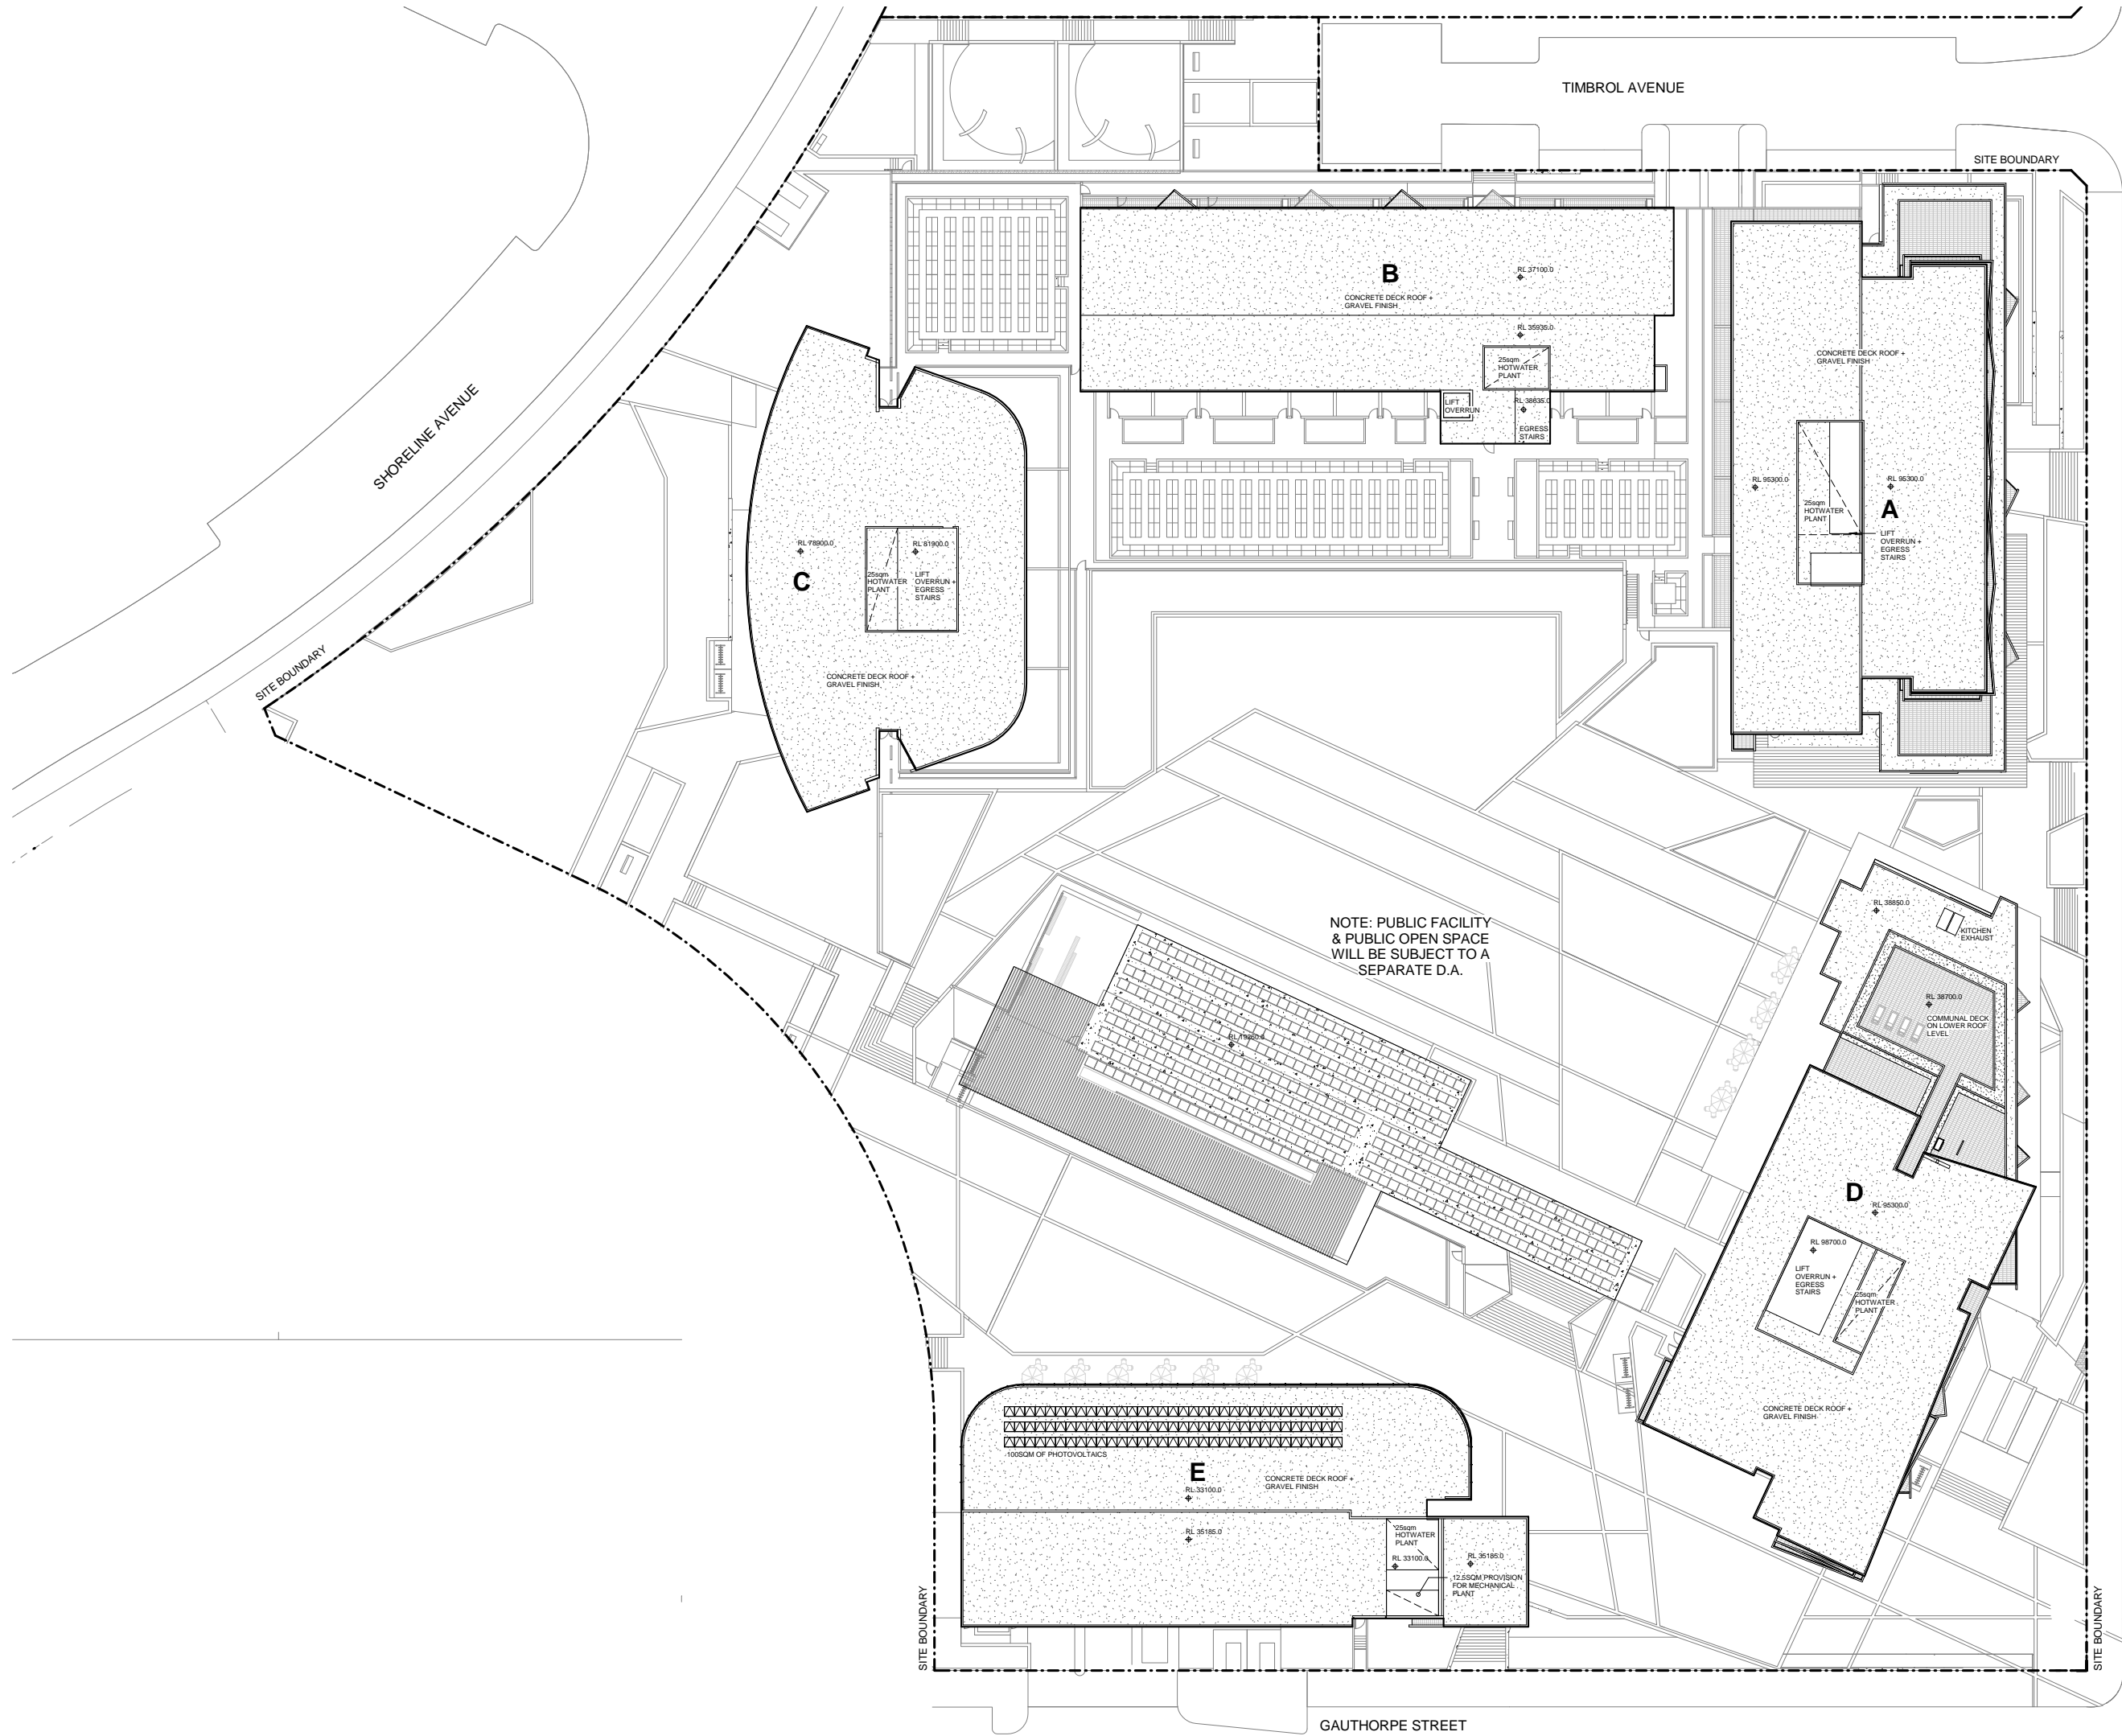 TIMBROL AVENUE
SITE BOUNDARY
B
RL 37100.0
CONCRETE DECK ROOF +
GRAVEL FINISH
RL 35935.0
25sqm
HOTWATER
PLANT
LIFT
OVERRUN
RL 38635.0
EGRESS
STAIRS
CONCRETE DECK ROOF +
GRAVEL FINISH
RL 95300.0
RL 95300.0
25sqm
HOTWATER
PLANT
A
LIFT
OVERRUN +
EGRESS
STAIRS
SHORELINE AVENUE
SITE BOUNDARY
RL 78900.0
RL 81900.0
C
25sqm
HOTWATER
PLANT
LIFT
OVERRUN +
EGRESS
STAIRS
CONCRETE DECK ROOF +
GRAVEL FINISH
NOTE: PUBLIC FACILITY
& PUBLIC OPEN SPACE
WILL BE SUBJECT TO A
SEPARATE D.A.
RL 38850.0
KITCHEN
EXHAUST
RL 38700.0
COMMUNAL DECK
ON LOWER ROOF
LEVEL
D
RL 95300.0
RL 98700.0
LIFT
OVERRUN +
EGRESS
STAIRS
25sqm
HOTWATER
PLANT
CONCRETE DECK ROOF +
GRAVEL FINISH
100SQM OF PHOTOVOLTAICS
E
CONCRETE DECK ROOF +
GRAVEL FINISH
RL 33100.0
RL 35185.0
25sqm
HOTWATER
PLANT
RL 33100.0
RL 35185.0
12.5SQM PROVISION
FOR MECHANICAL
PLANT
SITE BOUNDARY
SITE BOUNDARY
GAUTHORPE STREET